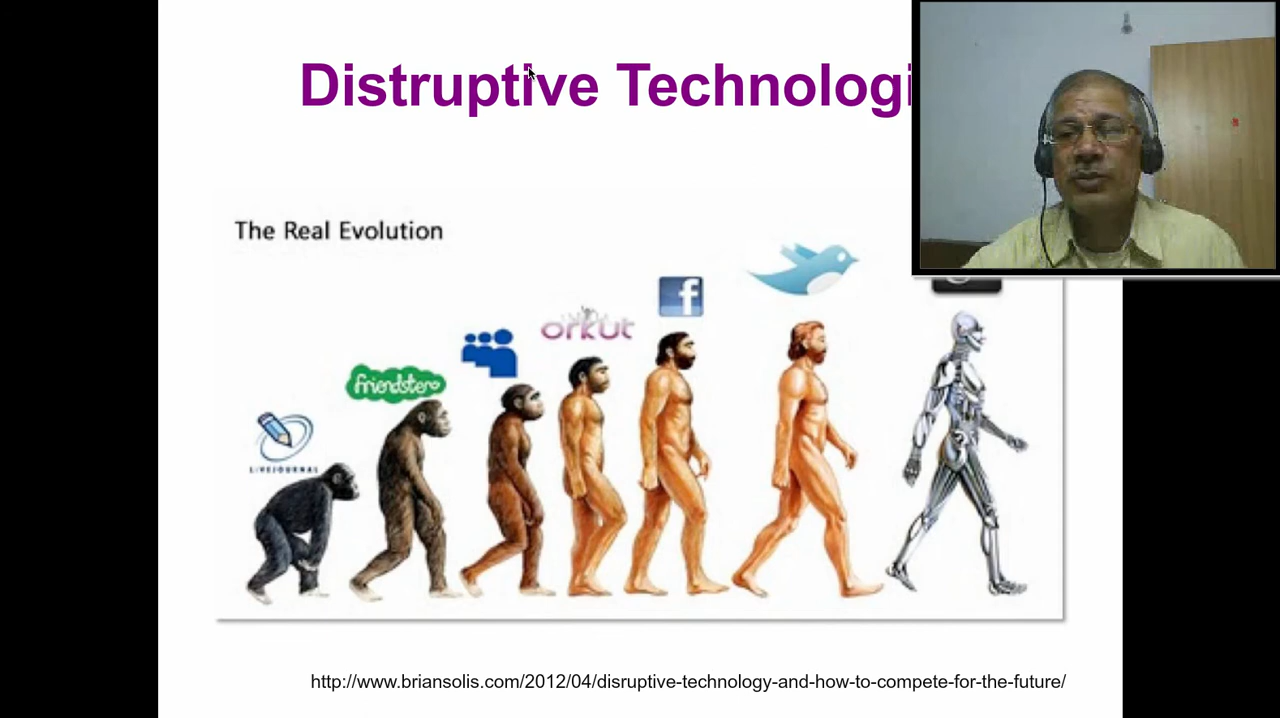 Distruptive Technologi
The Real Evolution
orkut
f
friendster
LIVEJOURNAL
http://www.briansolis.com/2012/04/disruptive-technology-and-how-to-compete-for-the-future/